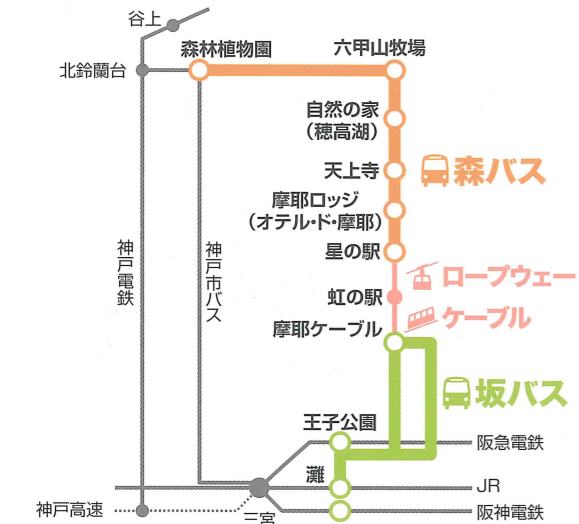 谷上
森林植物園
六甲山牧場
北鈴蘭台
自然の家
（穂高湖）
天上寺
森バス
摩耶ロッジ
（オテル・ド・摩耶）
神戸電鉄
神戸市バス
星の駅
ロープウェー
虹の駅
ケーブル
摩耶ケーブル
坂バス
王子公園
阪急電鉄
灘
JR
神戸高速
三宮
阪神電鉄